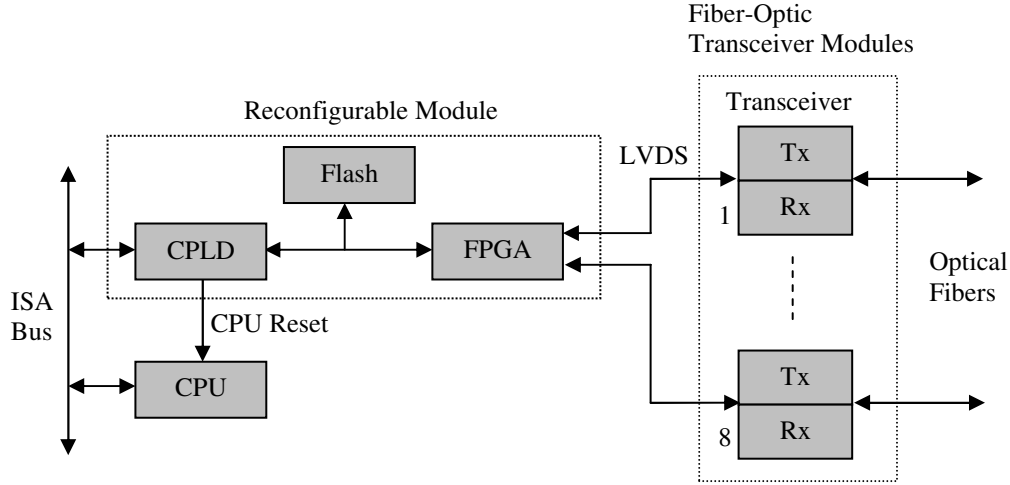 Fiber-Optic
Transceiver Modules
Reconfigurable Module
Transceiver
Flash
LVDS
Tx
Rx
1
CPLD
FPGA
ISA
Bus
CPU Reset
Optical
Fibers
CPU
Tx
Rx
8